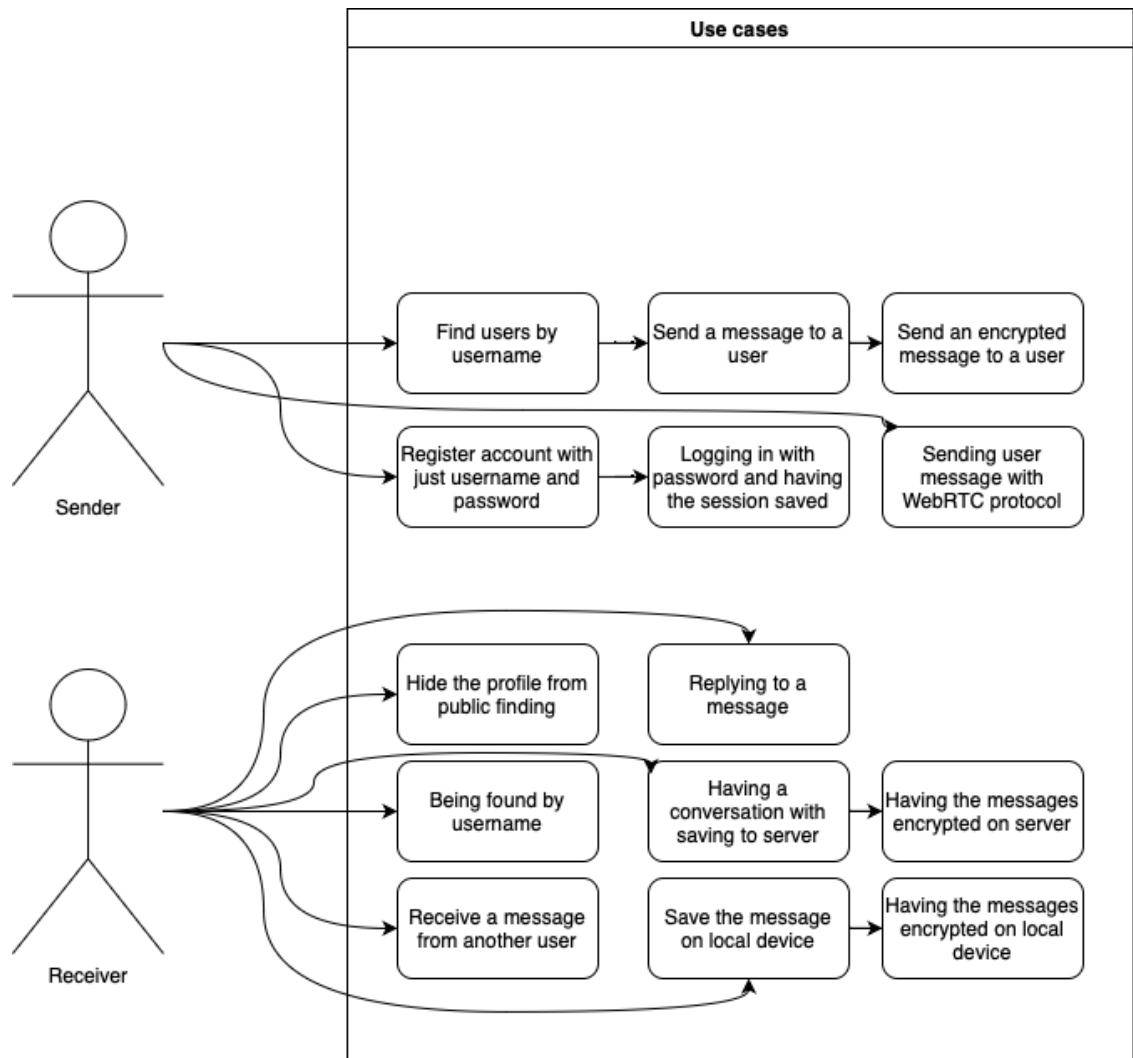 Use cases
Find users by
username
Send a message to a
user
Send an encrypted
message to a user
Register account with
just username and
password
Logging in with
password and having
the session saved
Sending user
message with
WebRTC protocol
Sender
Hide the profile from
public finding
Replying to a
message
Being found by
username
Having a
conversation with
saving to server
Having the messages
encrypted on server
Receive a message
from another user
Save the message
on local device
Having the messages
encrypted on local
device
Receiver